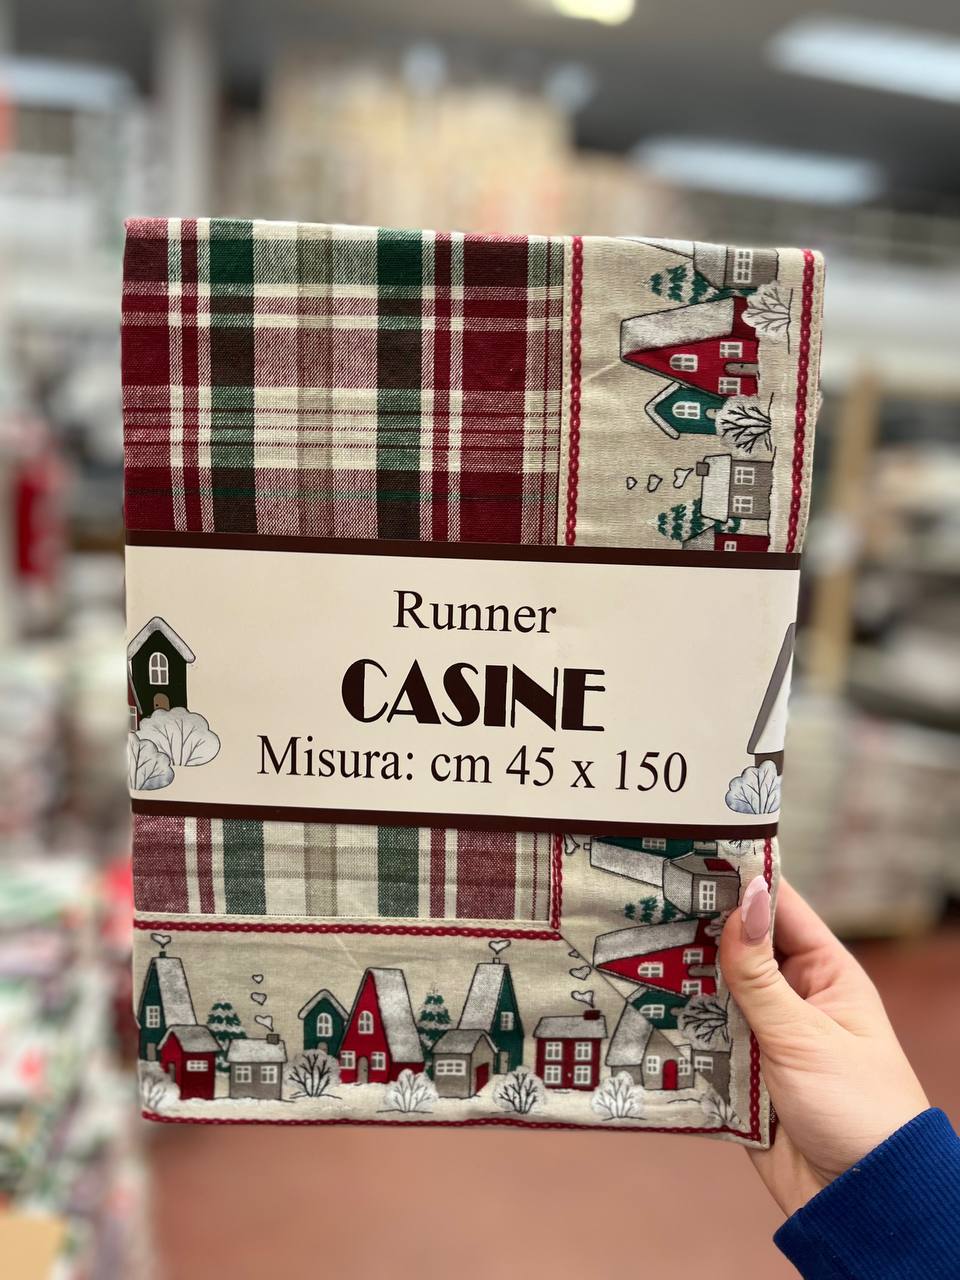 Runner
CASINE
Misura: cm 45 x 150